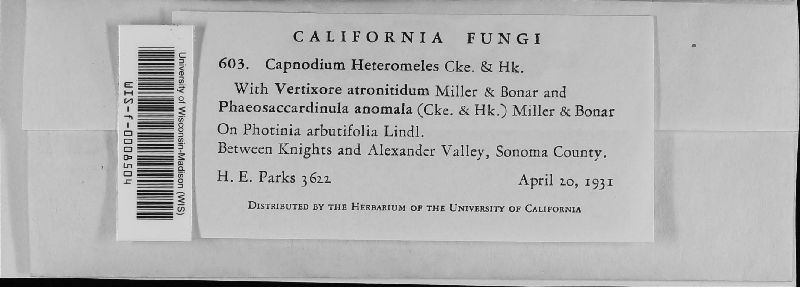 CALIFORNIA FUNGI
603. Capnodium Heteromeles Cke. & Hk.
With Vertixore atronitidum Miller & Bonar and
Phaeosaccardinula anomala (Cke. & Hk.) Miller & Bonar
On Photinia arbutifolia Lindl.
Between Knights and Alexander Valley, Sonoma County.
H. E. Parks 3622 April 20, 1931
DISTRIBUTED BY THE HERBARIUM OF THE UNIVERSITY OF CALIFORNIA
University of Wisconsin-Madison (WIS)
WIS-f-0008504